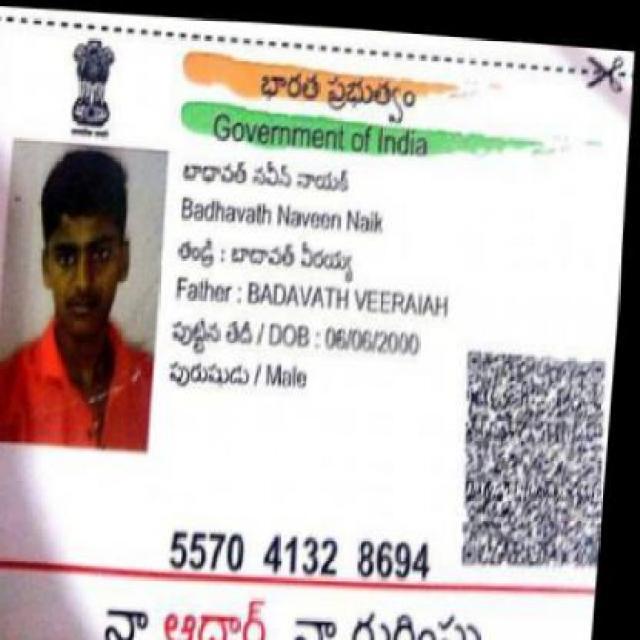 భారత ప్రభుత్వం
Government of India
బాధావత్ నవీన్ నాయక్
Badhavath Naveen Naik
తండ్రి : బాదావత్ వీరయ్య
Father : BADAVATH VEERAIAH
పుట్టిన తేదీ / DOB : 06/06/2000
పురుషుడు / Male
5570 4132 8694
నా ఆధార్, నా గుర్తింపు